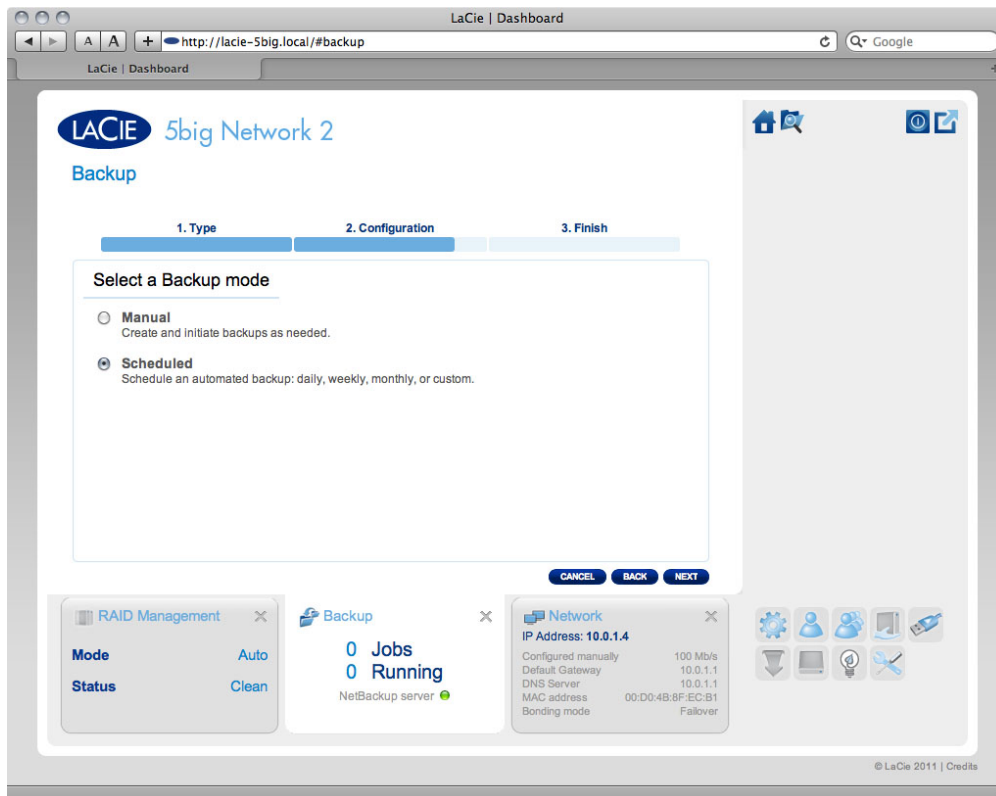 LaCie | Dashboard
A A + http://lacie-5big.local/#backup
Google
LaCie | Dashboard
LACIE 5big Network 2
Backup
1. Type 2. Configuration 3. Finish
Select a Backup mode
Manual
Create and initiate backups as needed.
Scheduled
Schedule an automated backup: daily, weekly, monthly, or custom.
CANCEL BACK NEXT
RAID Management
Mode Auto
Status Clean
Backup
0 Jobs
0 Running
NetBackup server
Network
IP Address: 10.0.1.4
Configured manually 100 Mb/s
Default Gateway 10.0.1.1
DNS Server 10.0.1.1
MAC address 00:D0:4B:8F:EC:B1
Bonding mode Failover
© LaCie 2011 | Credits